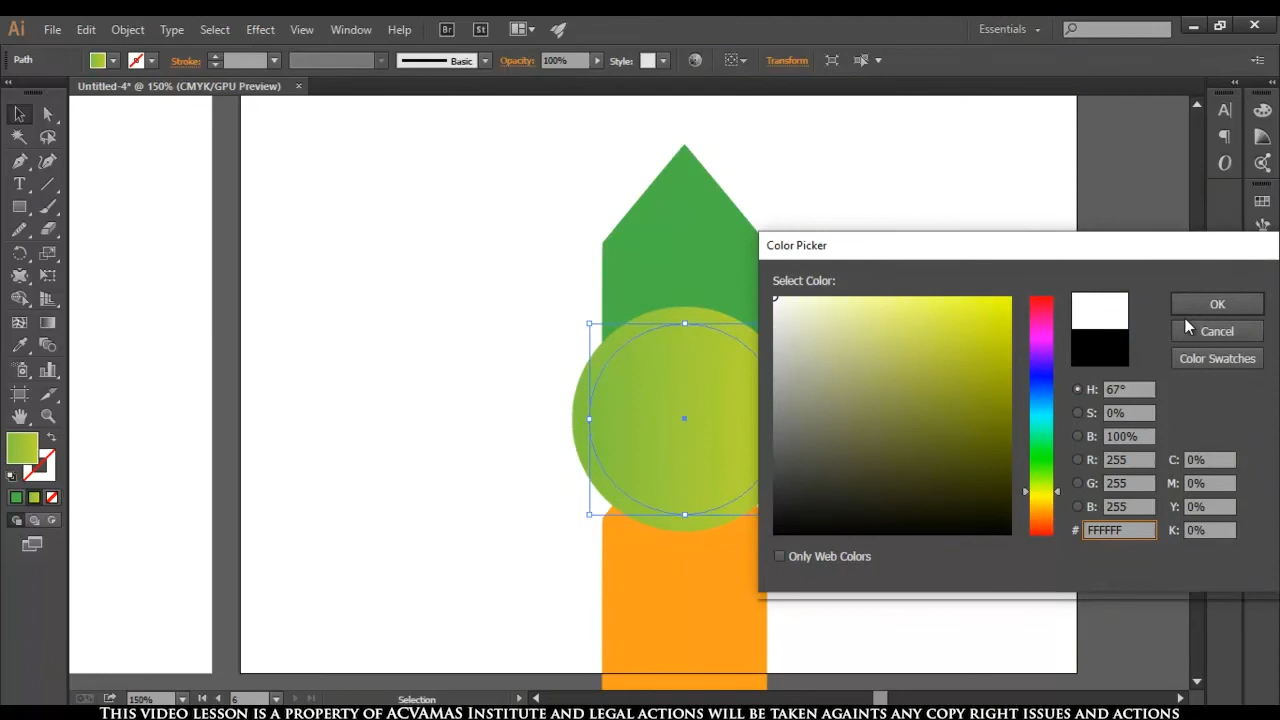 Ai File Edit Object Type Select Effect View Window Help Br St Essentials
Path Stroke: Basic Opacity: 100% Style: Transform
Untitled-4* @ 150% (CMYK/GPU Preview) ×
Color Picker
Select Color:
OK
Cancel
Color Swatches
H: 67°
S: 0%
B: 100%
R: 255 C: 0%
G: 255 M: 0%
B: 255 Y: 0%
# FFFFFF K: 0%
Only Web Colors
150% 6 Selection
THIS VIDEO LESSON IS A PROPERTY OF ACVAMAS INSTITUTE AND LEGAL ACTIONS WILL BE TAKEN AGAINTS ANY COPY RIGHT ISSUES AND ACTIONS